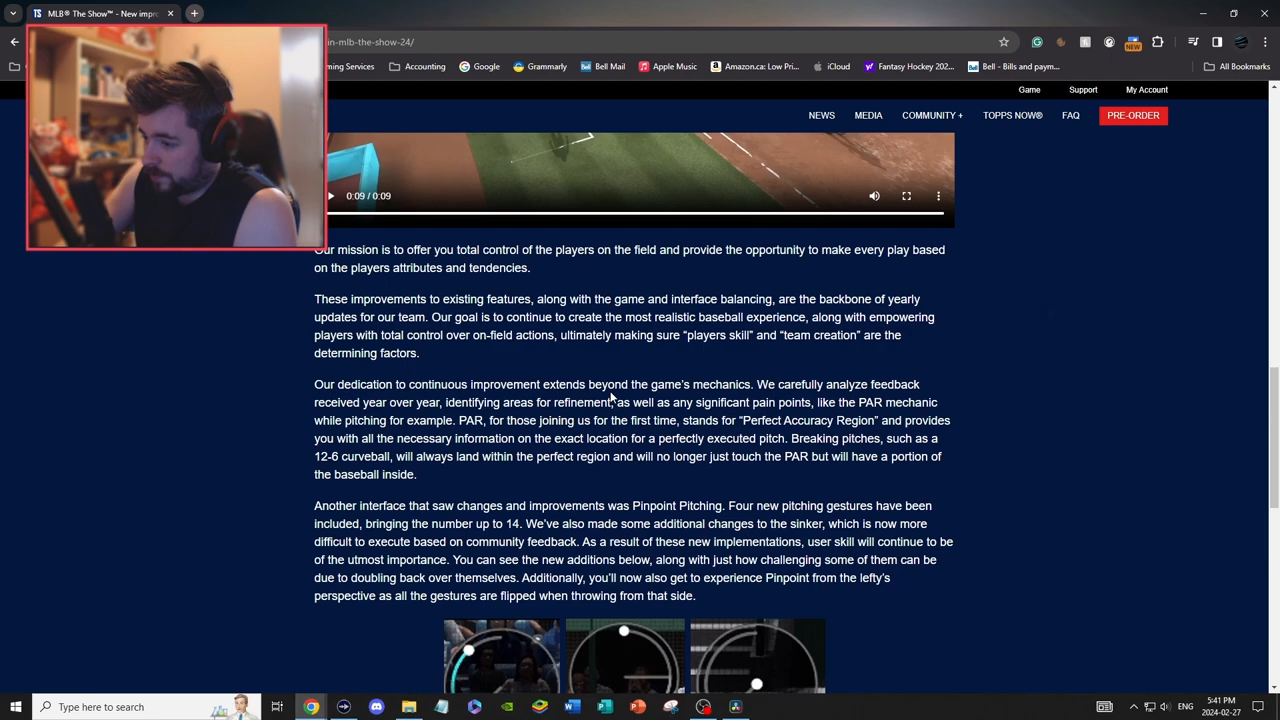 MLB® The Show™ - New impr
in-mlb-the-show-24/
NEW
ming Services
Accounting
Google
Grammarly
Bell Mail
Apple Music
Amazon.ca: Low Pri...
iCloud
Fantasy Hockey 202...
Bell - Bills and paym...
All Bookmarks
Game
Support
My Account
NEWS
MEDIA
COMMUNITY +
TOPPS NOW®
FAQ
PRE-ORDER
0:09 / 0:09
Our mission is to offer you total control of the players on the field and provide the opportunity to make every play based
on the players attributes and tendencies.
These improvements to existing features, along with the game and interface balancing, are the backbone of yearly
updates for our team. Our goal is to continue to create the most realistic baseball experience, along with empowering
players with total control over on-field actions, ultimately making sure “players skill” and “team creation” are the
determining factors.
Our dedication to continuous improvement extends beyond the game’s mechanics. We carefully analyze feedback
received year over year, identifying areas for refinement, as well as any significant pain points, like the PAR mechanic
while pitching for example. PAR, for those joining us for the first time, stands for “Perfect Accuracy Region” and provides
you with all the necessary information on the exact location for a perfectly executed pitch. Breaking pitches, such as a
12-6 curveball, will always land within the perfect region and will no longer just touch the PAR but will have a portion of
the baseball inside.
Another interface that saw changes and improvements was Pinpoint Pitching. Four new pitching gestures have been
included, bringing the number up to 14. We’ve also made some additional changes to the sinker, which is now more
difficult to execute based on community feedback. As a result of these new implementations, user skill will continue to be
of the utmost importance. You can see the new additions below, along with just how challenging some of them can be
due to doubling back over themselves. Additionally, you’ll now also get to experience Pinpoint from the lefty’s
perspective as all the gestures are flipped when throwing from that side.
Type here to search
ENG
5:41 PM
2024-02-27